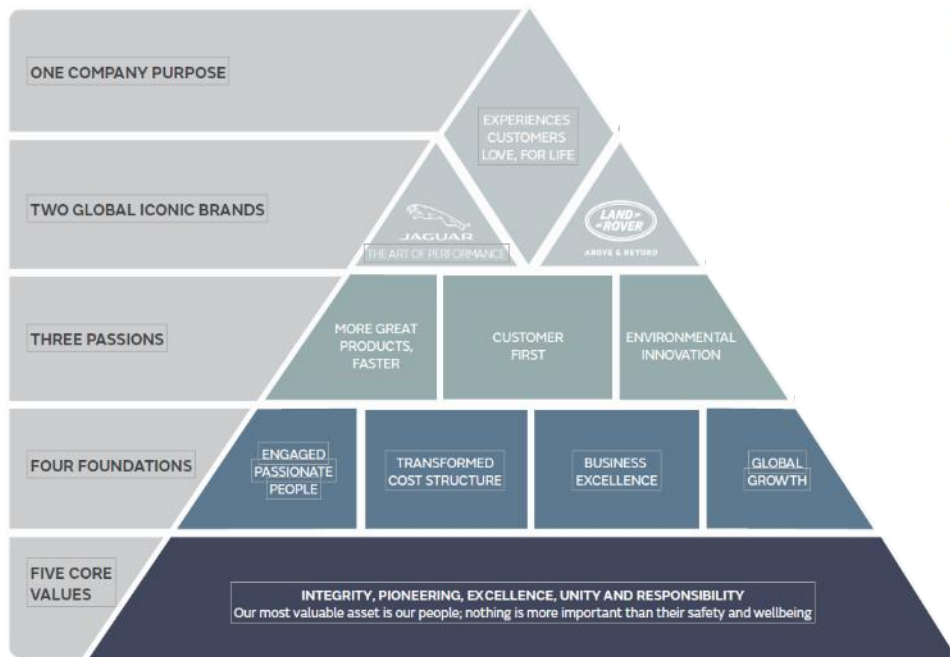 ONE COMPANY PURPOSE
EXPERIENCES
CUSTOMERS
LOVE, FOR LIFE
TWO GLOBAL ICONIC BRANDS
JAGUAR
THE ART OF PERFORMANCE
LAND
ROVER
ABOVE & BEYOND
THREE PASSIONS
MORE GREAT
PRODUCTS,
FASTER
CUSTOMER
FIRST
ENVIRONMENTAL
INNOVATION
FOUR FOUNDATIONS
ENGAGED
PASSIONATE
PEOPLE
TRANSFORMED
COST STRUCTURE
BUSINESS
EXCELLENCE
GLOBAL
GROWTH
FIVE CORE
VALUES
INTEGRITY, PIONEERING, EXCELLENCE, UNITY AND RESPONSIBILITY
Our most valuable asset is our people; nothing is more important than their safety and wellbeing